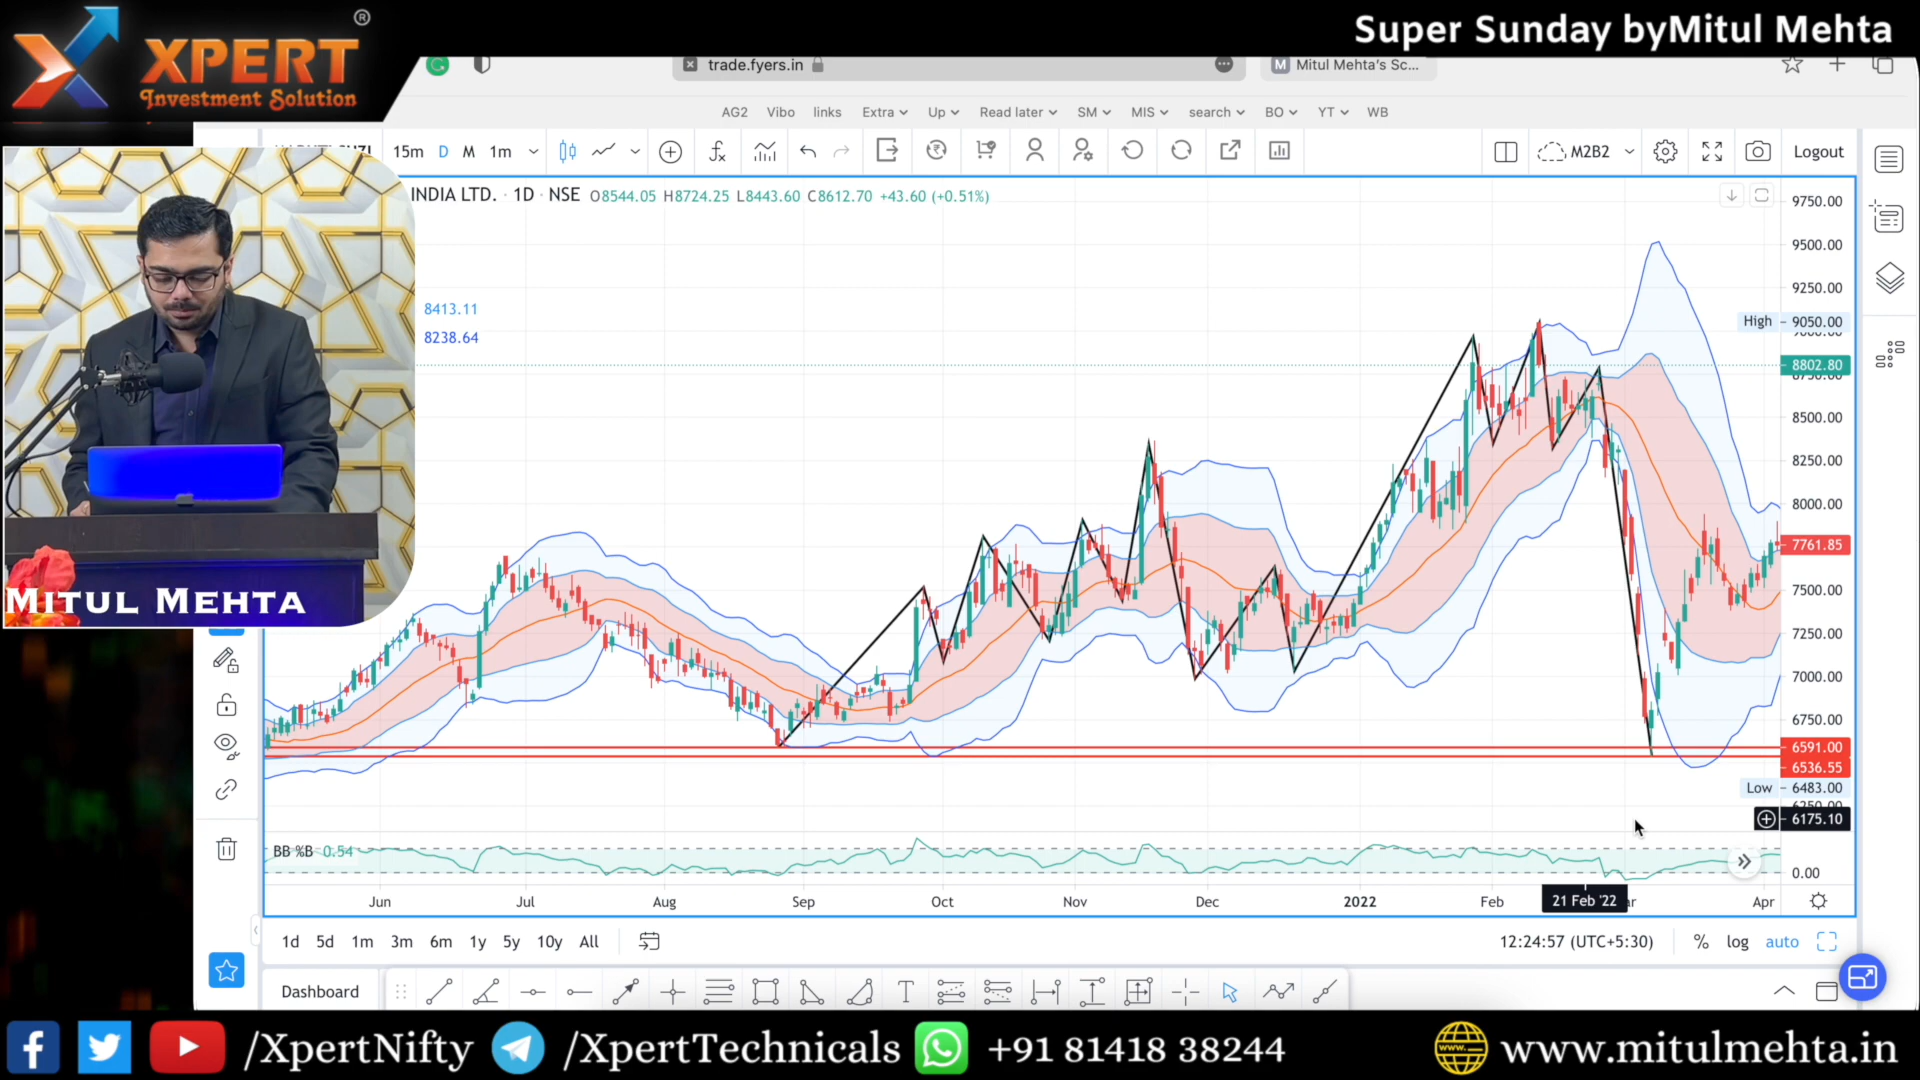 Super Sunday byMitul Mehta
XPERT ®
Investment Solution
trade.fyers.in
M Mitul Mehta's Sc...
AG2 Vibo links Extra Up Read later SM MIS search BO YT WB
15m D M 1m
M2B2 Logout
INDIA LTD. · 1D · NSE O8544.05 H8724.25 L8443.60 C8612.70 +43.60 (+0.51%)
8413.11
8238.64
9750.00
9500.00
9250.00
High 9050.00
8802.80
8500.00
8250.00
8000.00
7761.85
7500.00
7250.00
7000.00
6750.00
6591.00
6536.55
Low 6483.00
6175.10
0.00
MITUL MEHTA
BB %B 0.54
Jun Jul Aug Sep Oct Nov Dec 2022 Feb 21 Feb '22 Apr
1d 5d 1m 3m 6m 1y 5y 10y All
12:24:57 (UTC+5:30) % log auto
Dashboard
/XpertNifty /XpertTechnicals +91 81418 38244 www.mitulmehta.in